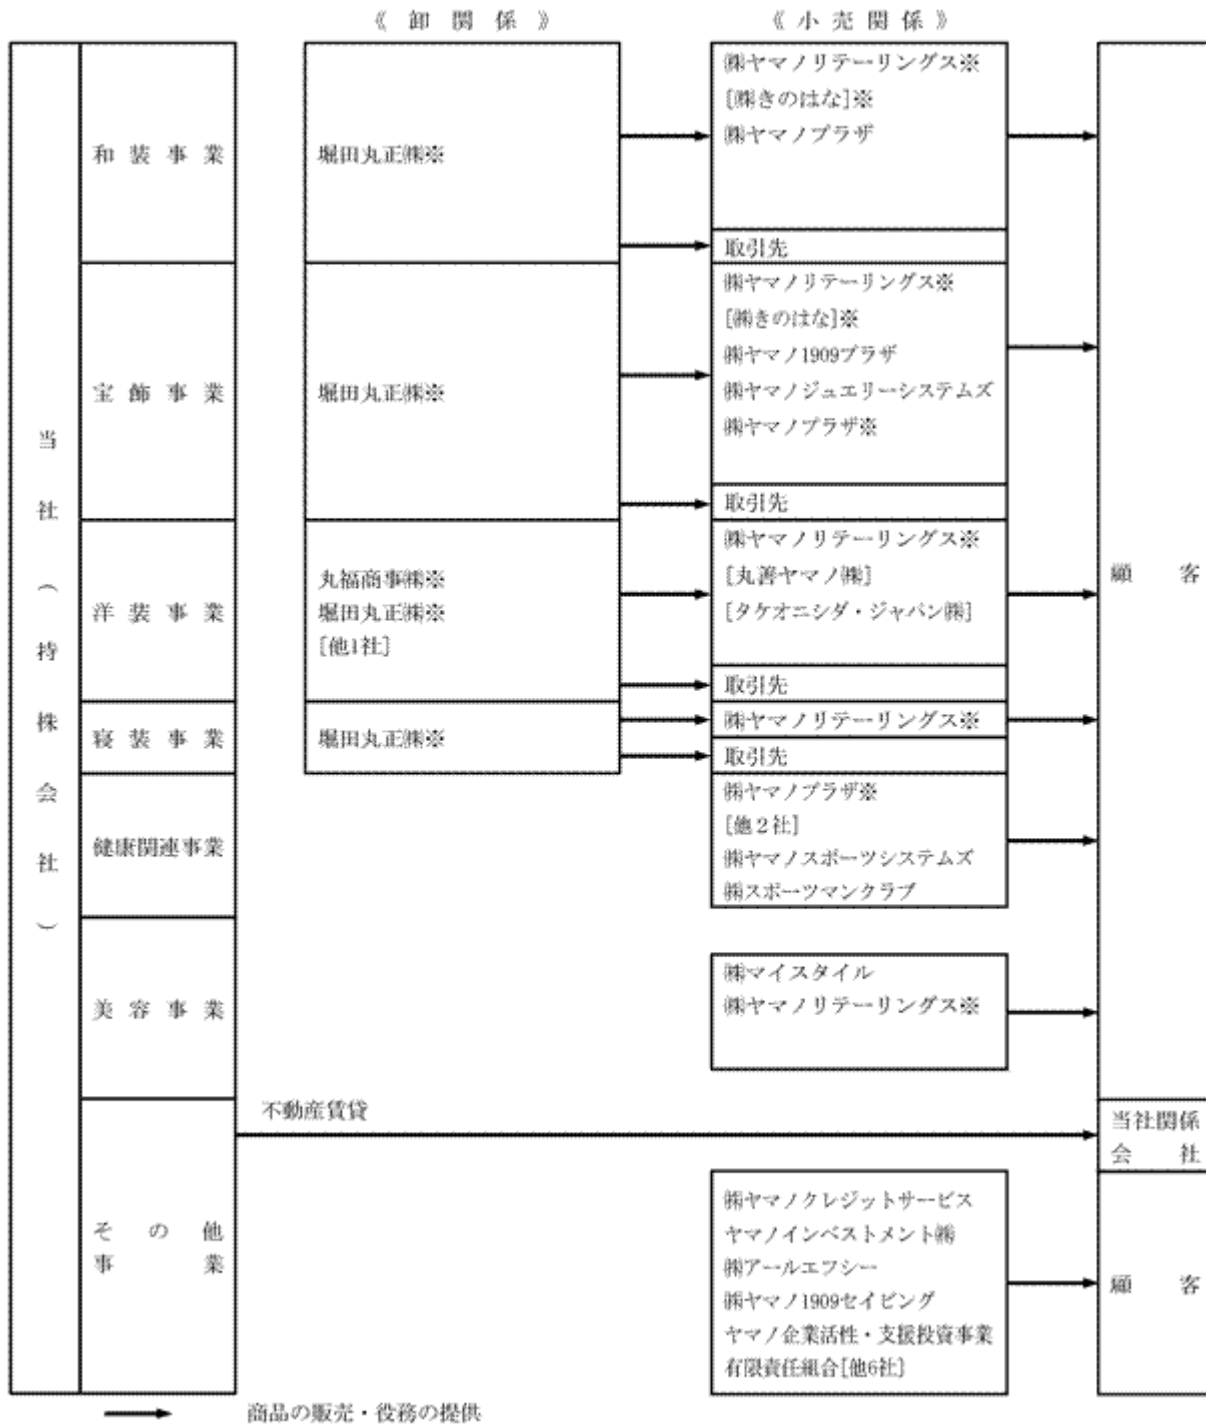 《卸関係》
《小売関係》
当社(持株会社)
和装事業
堀田丸正㈱※
㈱ヤマノリテーリングス※
[㈱きのはな]※
㈱ヤマノプラザ
取引先
宝飾事業
堀田丸正㈱※
㈱ヤマノリテーリングス※
[㈱きのはな]※
㈱ヤマノ1909プラザ
㈱ヤマノジュエリーシステムズ
㈱ヤマノプラザ※
取引先
洋装事業
丸福商事㈱※
堀田丸正㈱※
[他1社]
㈱ヤマノリテーリングス※
[丸善ヤマノ㈱]
[タケオニシダ・ジャパン㈱]
取引先
寝装事業
堀田丸正㈱※
㈱ヤマノリテーリングス※
取引先
健康関連事業
㈱ヤマノプラザ※
[他２社]
㈱ヤマノスポーツシステムズ
㈱スポーツマンクラブ
美容事業
㈱マイスタイル
㈱ヤマノリテーリングス※
顧客
その他
事業
不動産賃貸
当社関係
会社
㈱ヤマノクレジットサービス
ヤマノインベストメント㈱
㈱アールエフシー
㈱ヤマノ1909セイビング
ヤマノ企業活性・支援投資事業
有限責任組合[他6社]
顧客
商品の販売・役務の提供